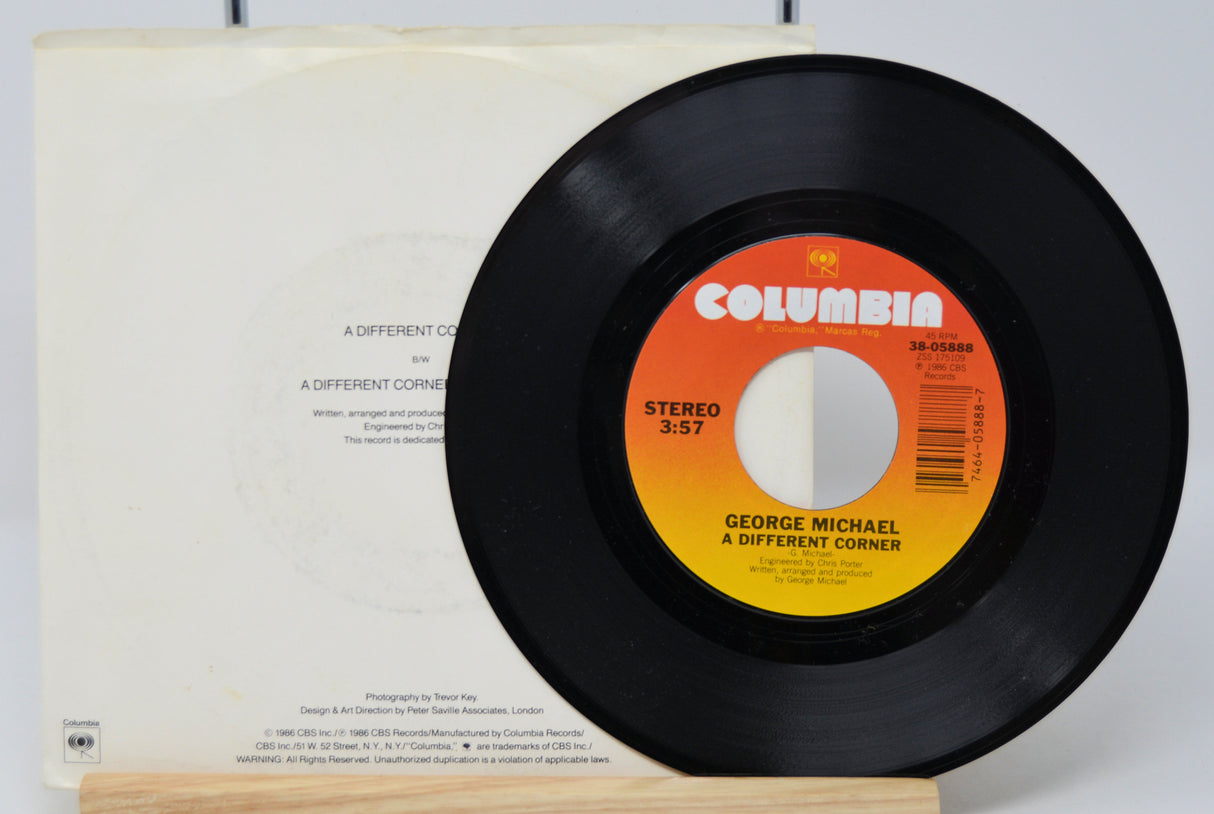 A DIFFERENT CO
B/W
A DIFFERENT CORNER
Written, arranged and produced
Engineered by Chri
This record is dedicated
Photography by Trevor Key.
Design & Art Direction by Peter Saville Associates, London
© 1986 CBS Inc./℗ 1986 CBS Records/Manufactured by Columbia Records/
CBS Inc./51 W. 52 Street, N.Y., N.Y./"Columbia," are trademarks of CBS Inc./
WARNING: All Rights Reserved. Unauthorized duplication is a violation of applicable laws.
Columbia
COLUMBIA
® "Columbia," Marcas Reg.
45 RPM
38-05888
ZSS 175109
℗ 1986 CBS
Records
STEREO
3:57
7464-05888-7
GEORGE MICHAEL
A DIFFERENT CORNER
-G. Michael-
Engineered by Chris Porter
Written, arranged and produced
by George Michael